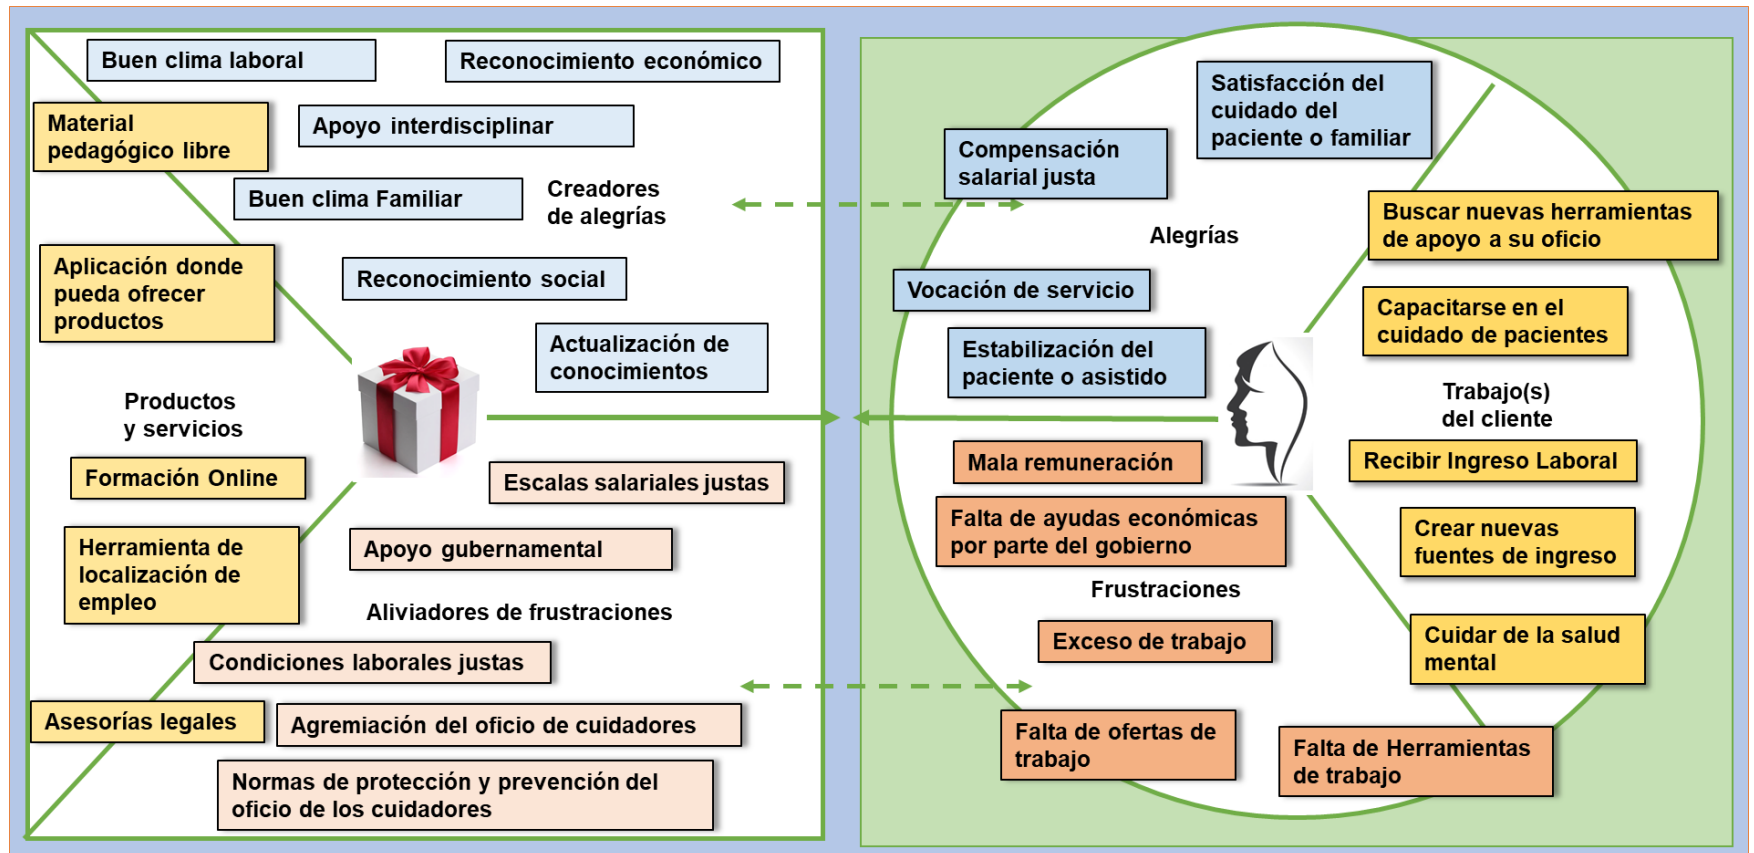 Buen clima laboral
Reconocimiento económico
Material
pedagógico libre
Apoyo interdisciplinar
Buen clima Familiar
Creadores
de alegrías
Aplicación donde
pueda ofrecer
productos
Reconocimiento social
Actualización de
conocimientos
Productos
y servicios
Formación Online
Escalas salariales justas
Herramienta de
localización de
empleo
Apoyo gubernamental
Aliviadores de frustraciones
Condiciones laborales justas
Asesorías legales
Agremiación del oficio de cuidadores
Normas de protección y prevención del
oficio de los cuidadores
Satisfacción del
cuidado del
paciente o familiar
Compensación
salarial justa
Buscar nuevas herramientas
de apoyo a su oficio
Alegrías
Vocación de servicio
Capacitarse en el
cuidado de pacientes
Estabilización del
paciente o asistido
Trabajo(s)
del cliente
Mala remuneración
Recibir Ingreso Laboral
Falta de ayudas económicas
por parte del gobierno
Crear nuevas
fuentes de ingreso
Frustraciones
Exceso de trabajo
Cuidar de la salud
mental
Falta de ofertas de
trabajo
Falta de Herramientas
de trabajo